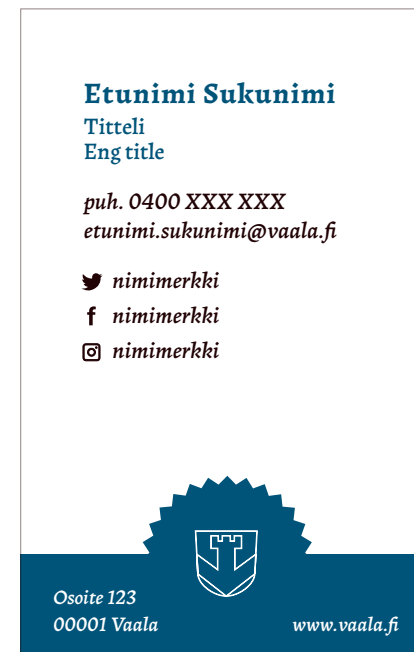 Etunimi Sukunimi
Titteli
Eng title
puh. 0400 XXX XXX
etunimi.sukunimi@vaala.fi
nimimerkki
nimimerkki
nimimerkki
Osoite 123
00001 Vaala
www.vaala.fi